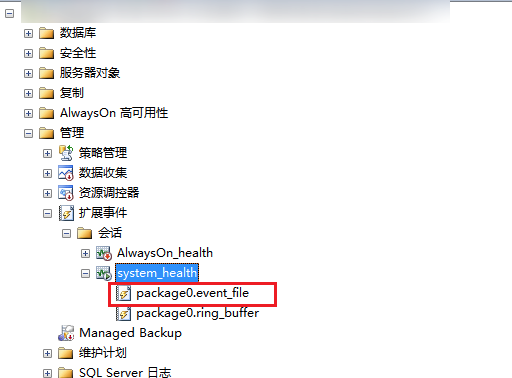 数据库
安全性
服务器对象
复制
AlwaysOn 高可用性
管理
策略管理
数据收集
资源调控器
扩展事件
会话
AlwaysOn_health
system_health
package0.event_file
package0.ring_buffer
Managed Backup
维护计划
SQL Server 日志